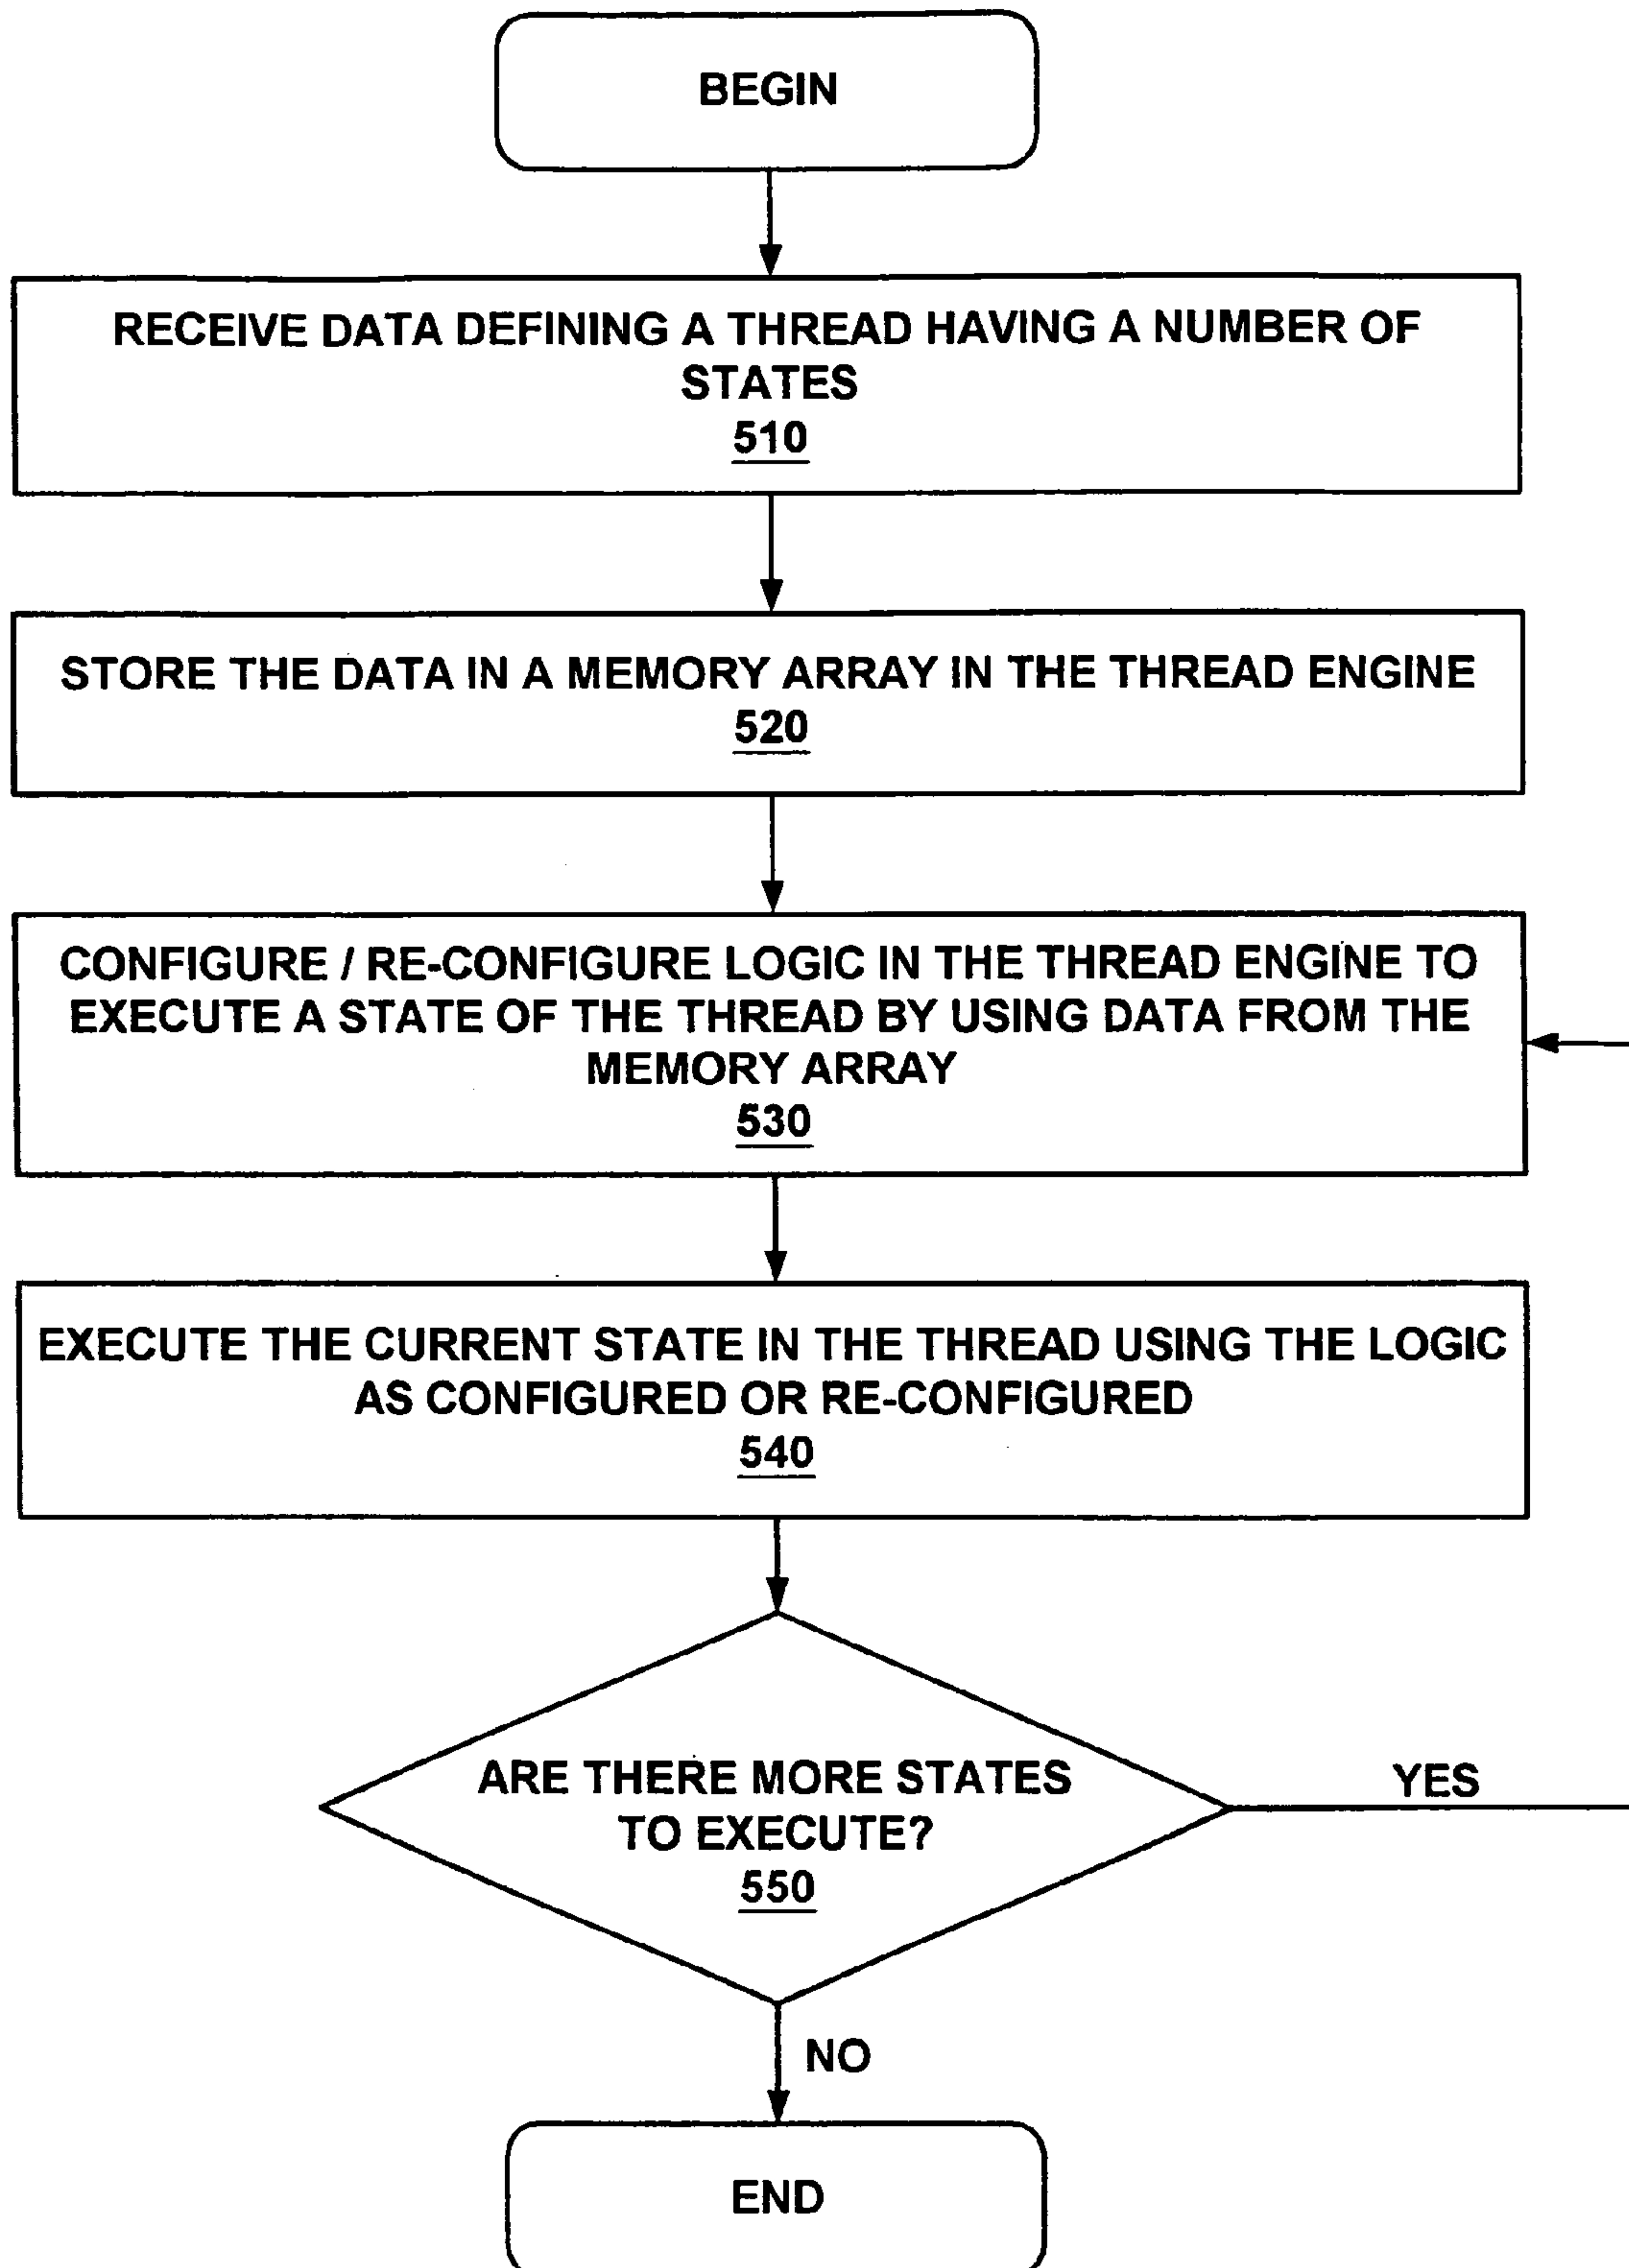 BEGIN
RECEIVE DATA DEFINING A THREAD HAVING A NUMBER OF
STATES
510
STORE THE DATA IN A MEMORY ARRAY IN THE THREAD ENGINE
520
CONFIGURE / RE-CONFIGURE LOGIC IN THE THREAD ENGINE TO
EXECUTE A STATE OF THE THREAD BY USING DATA FROM THE
MEMORY ARRAY
530
EXECUTE THE CURRENT STATE IN THE THREAD USING THE LOGIC
AS CONFIGURED OR RE-CONFIGURED
540
ARE THERE MORE STATES
TO EXECUTE?
550
YES
NO
END